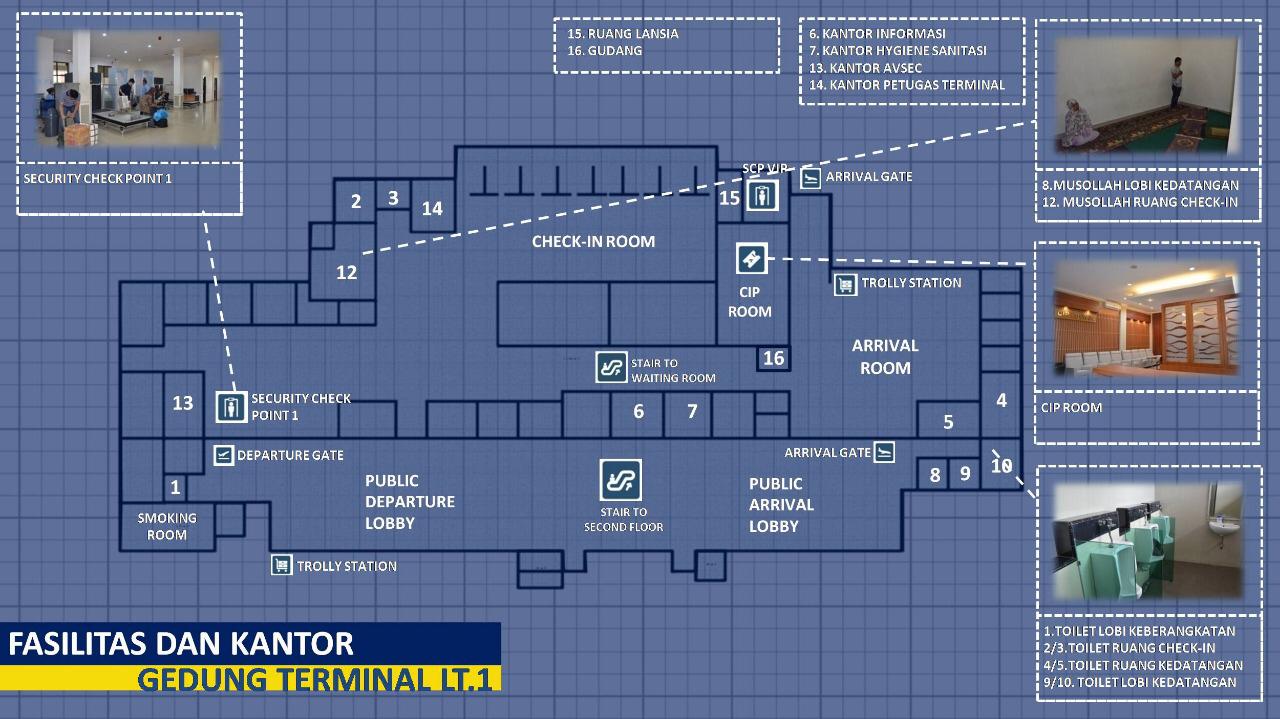 15. RUANG LANSIA
16. GUDANG
6. KANTOR INFORMASI
7. KANTOR HYGIENE SANITASI
13. KANTOR AVSEC
14. KANTOR PETUGAS TERMINAL
SECURITY CHECK POINT 1
8.MUSOLLAH LOBI KEDATANGAN
12. MUSOLLAH RUANG CHECK-IN
SCP VIP
ARRIVAL GATE
2
3
14
15
CHECK-IN ROOM
12
CIP
ROOM
TROLLY STATION
ARRIVAL
ROOM
16
STAIR TO
WAITING ROOM
CIP ROOM
13
SECURITY CHECK
POINT 1
6
7
5
4
DEPARTURE GATE
ARRIVAL GATE
8
9
10
1
PUBLIC
DEPARTURE
LOBBY
STAIR TO
SECOND FLOOR
PUBLIC
ARRIVAL
LOBBY
SMOKING
ROOM
TROLLY STATION
1.TOILET LOBI KEBERANGKATAN
2/3.TOILET RUANG CHECK-IN
4/5.TOILET RUANG KEDATANGAN
9/10. TOILET LOBI KEDATANGAN
FASILITAS DAN KANTOR
GEDUNG TERMINAL LT.1